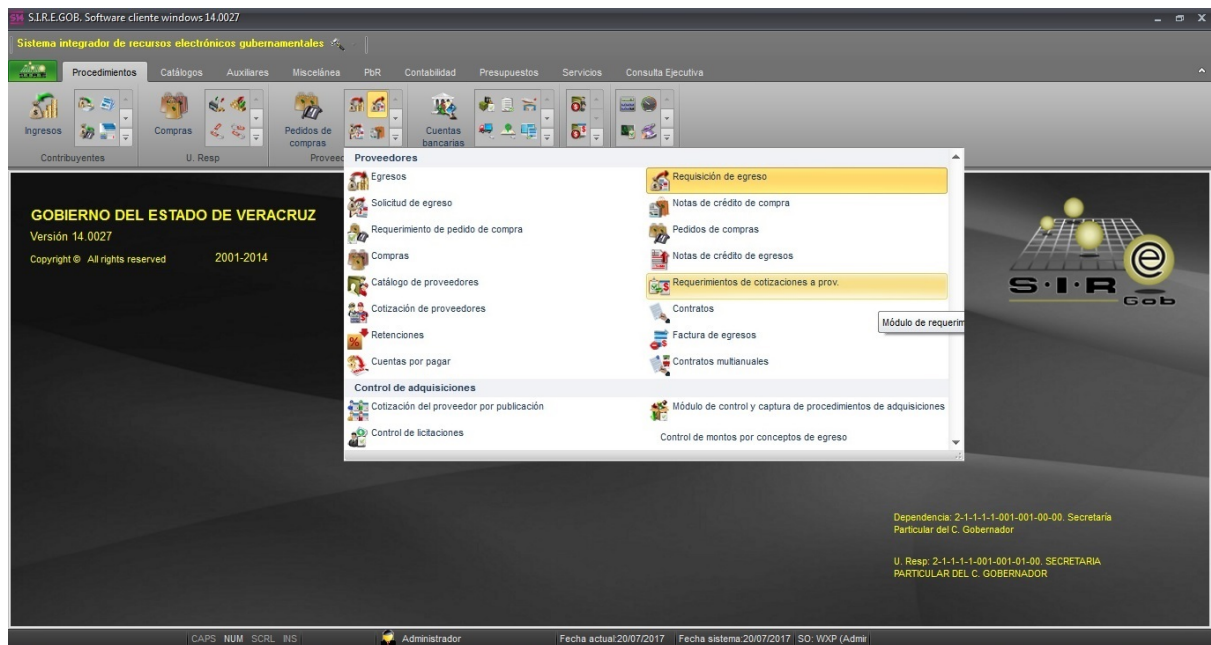 S.I.R.E.GOB. Software cliente windows 14.0027
Sistema integrador de recursos electrónicos gubernamentales
Procedimientos Catálogos Auxiliares Miscelánea PbR Contabilidad Presupuestos Servicios Consulta Ejecutiva
Ingresos Compras Pedidos de compras Cuentas bancarias
Contribuyentes U. Resp Proveed
Proveedores
Egresos Requisición de egreso
Solicitud de egreso Notas de crédito de compra
Requerimiento de pedido de compra Pedidos de compras
Compras Notas de crédito de egresos
Catálogo de proveedores Requerimientos de cotizaciones a prov.
Cotización de proveedores Contratos
Módulo de requerim
Retenciones Factura de egresos
Cuentas por pagar Contratos multianuales
Control de adquisiciones
Cotización del proveedor por publicación Módulo de control y captura de procedimientos de adquisiciones
Control de licitaciones Control de montos por conceptos de egreso
GOBIERNO DEL ESTADO DE VERACRUZ
Versión 14.0027
Copyright © All rights reserved 2001-2014
e
S·I·R
Gob
Dependencia: 2-1-1-1-1-001-001-00-00. Secretaría
Particular del C. Gobernador
U. Resp: 2-1-1-1-1-001-001-01-00. SECRETARIA
PARTICULAR DEL C. GOBERNADOR
CAPS NUM SCRL INS Administrador Fecha actual:20/07/2017 Fecha sistema:20/07/2017 SO: WXP (Admir